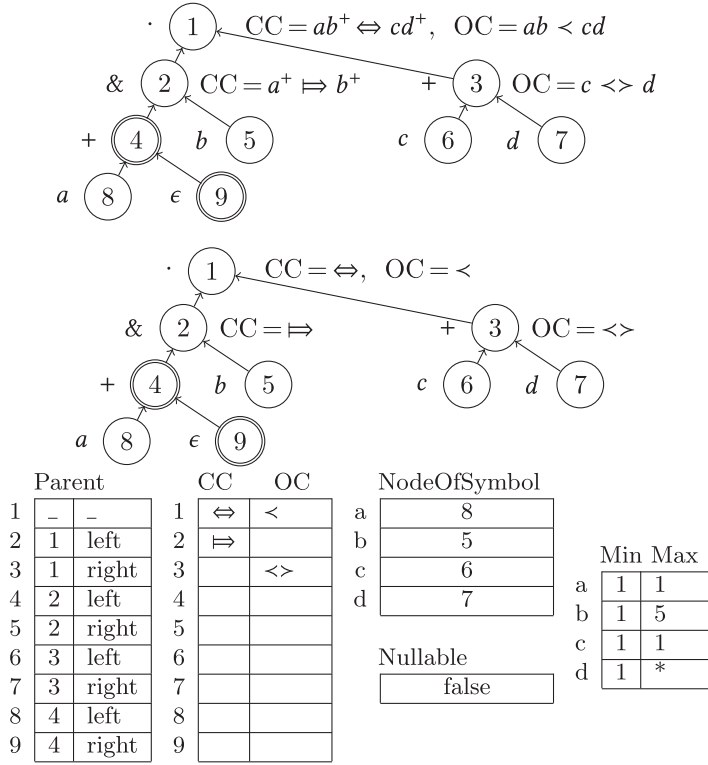 · 1 CC = ab⁺ ⇔ cd⁺, OC = ab ≺ cd
& 2 CC = a⁺ ⤇ b⁺ + 3 OC = c ≺≻ d
+ 4 b 5 c 6 d 7
a 8 ϵ 9
· 1 CC = ⇔, OC = ≺
& 2 CC = ⤇ + 3 OC = ≺≻
+ 4 b 5 c 6 d 7
a 8 ϵ 9
Parent
1 _ _
2 1 left
3 1 right
4 2 left
5 2 right
6 3 left
7 3 right
8 4 left
9 4 right
CC OC
1 ⇔ ≺
2 ⤇
3 ≺≻
4
5
6
7
8
9
NodeOfSymbol
a 8
b 5
c 6
d 7
Nullable
false
Min Max
a 1 1
b 1 5
c 1 1
d 1 *